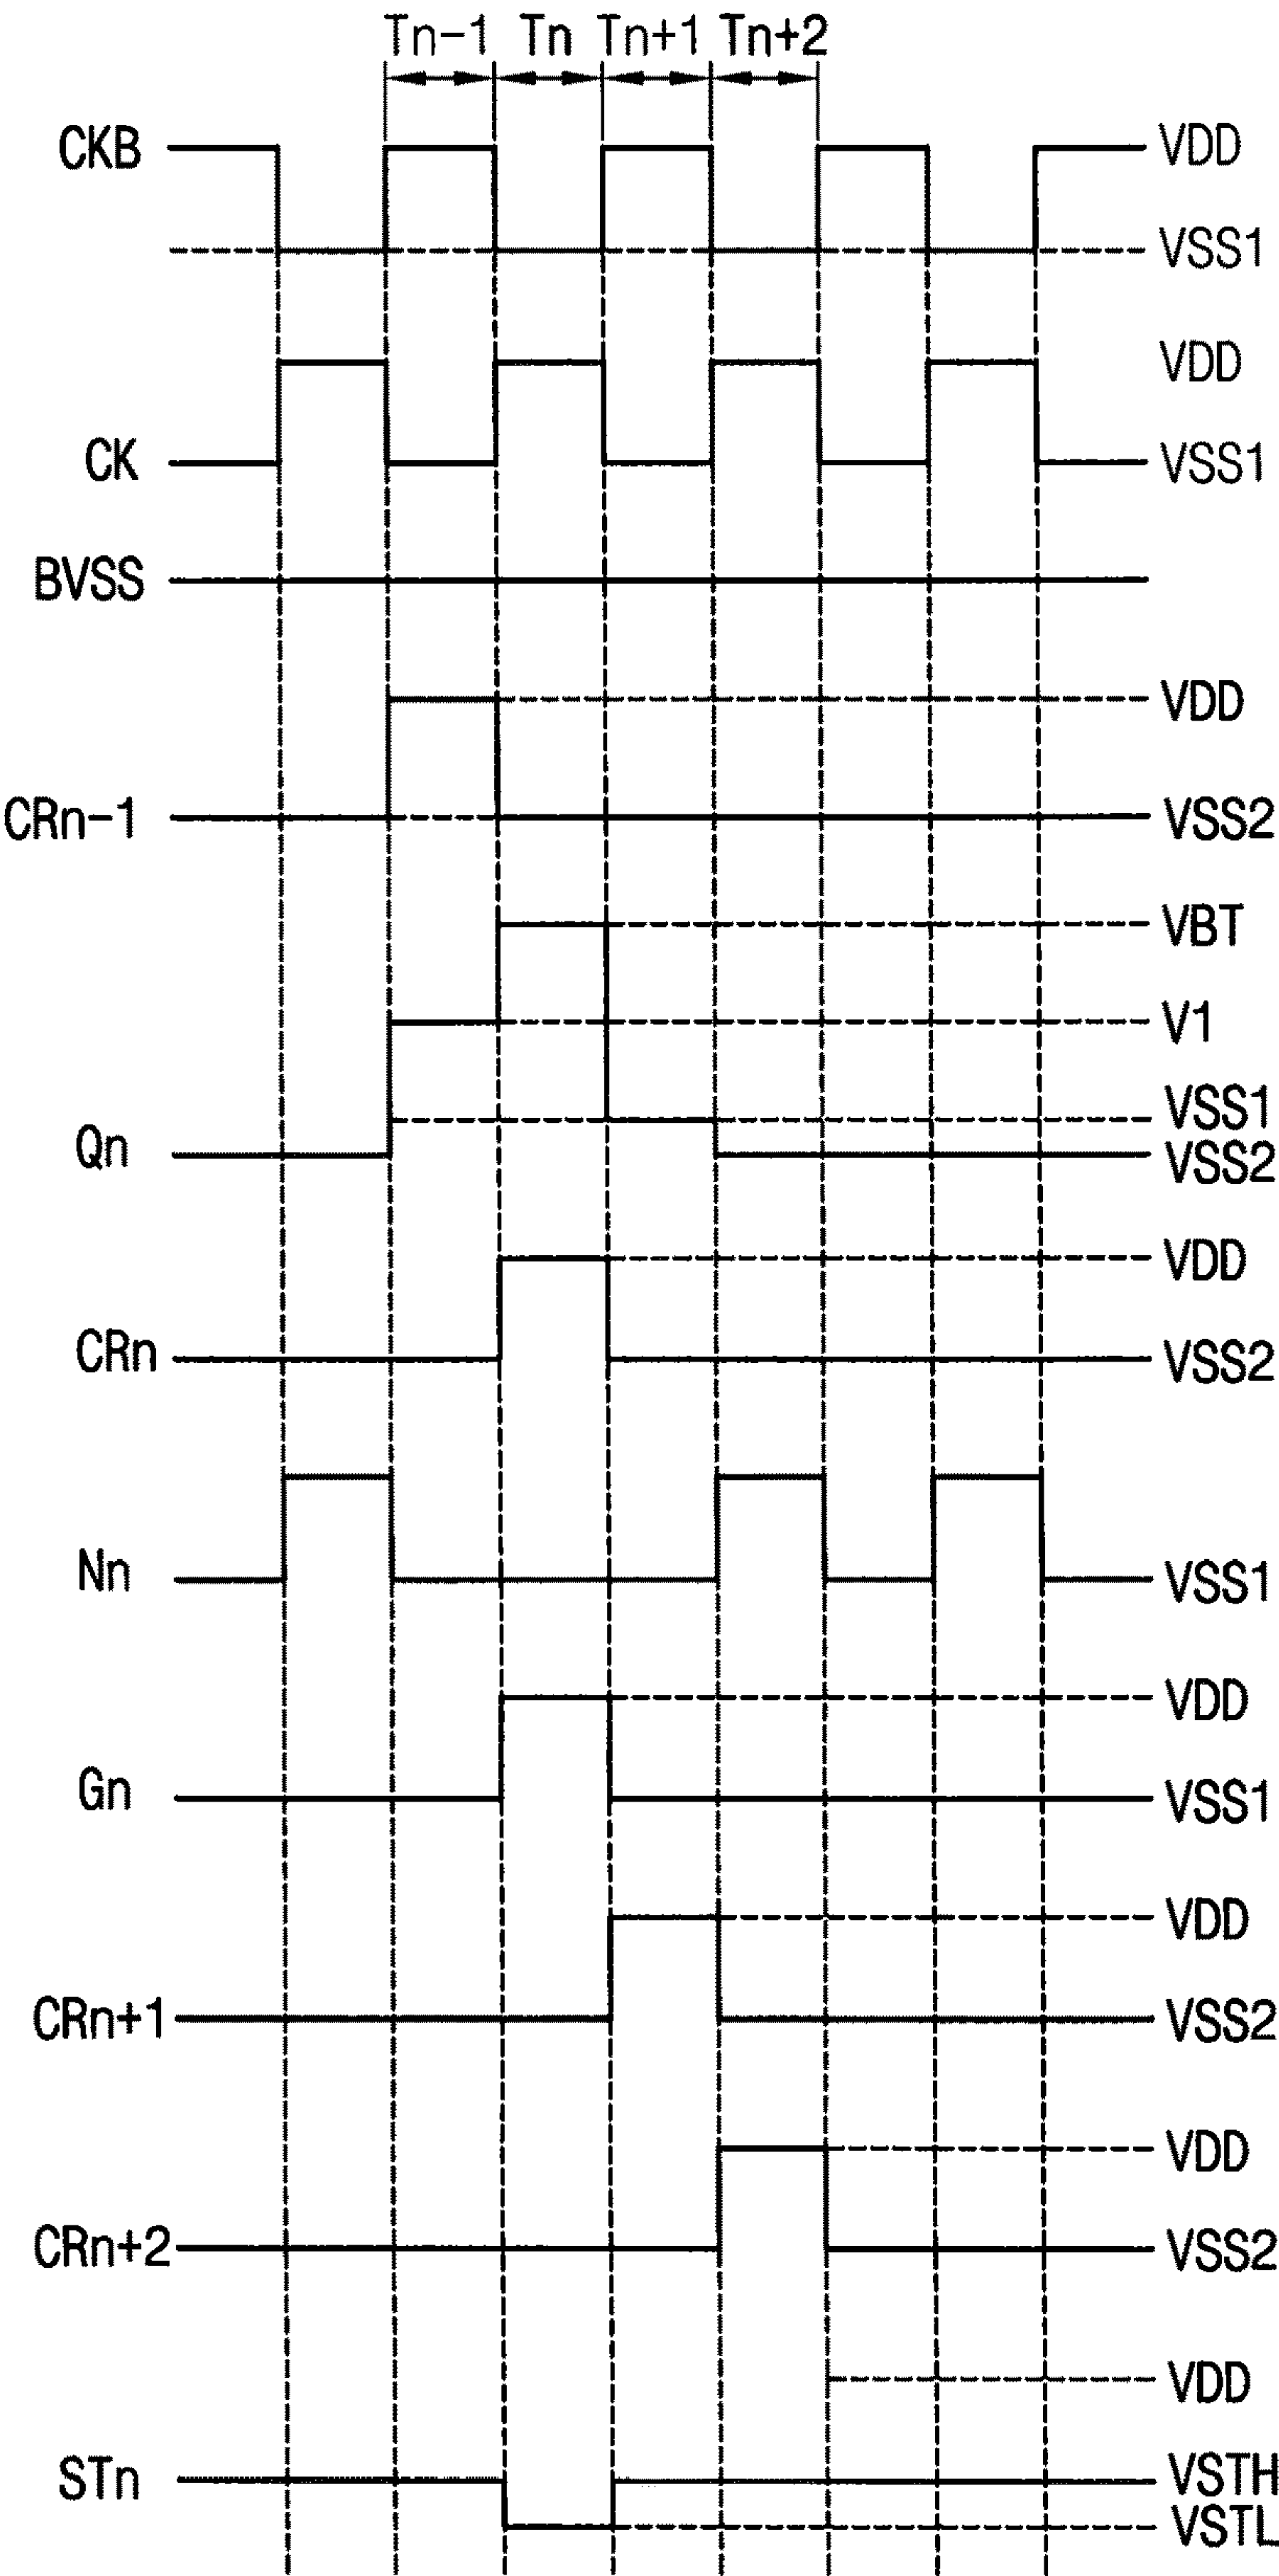 Tn-1 Tn Tn+1 Tn+2
CKB VDD
VSS1
VDD
CK VSS1
BVSS
VDD
CRn-1 VSS2
VBT
V1
VSS1
Qn VSS2
VDD
CRn VSS2
Nn VSS1
VDD
Gn VSS1
VDD
CRn+1 VSS2
VDD
CRn+2 VSS2
VDD
STn VSTH
VSTL